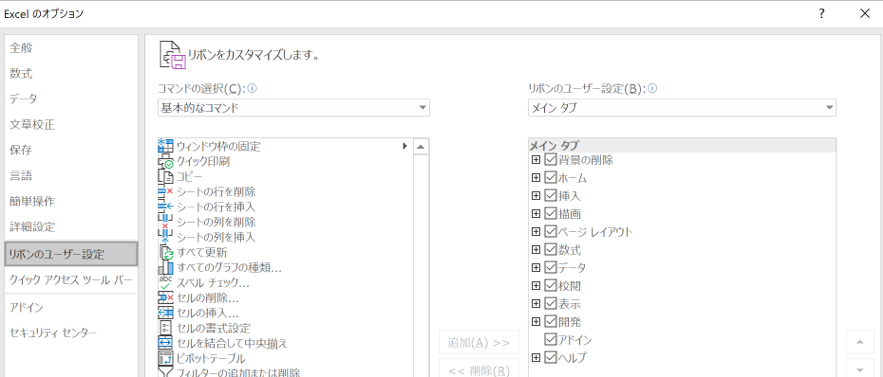 Excel のオプション
? ×
全般
数式
データ
文章校正
保存
言語
簡単操作
詳細設定
リボンのユーザー設定
クイック アクセス ツール バー
アドイン
セキュリティ センター
リボンをカスタマイズします。
コマンドの選択(C):
基本的なコマンド
ウィンドウ枠の固定
クイック印刷
コピー
シートの行を削除
シートの行を挿入
シートの列を削除
シートの列を挿入
すべて更新
すべてのグラフの種類...
スペル チェック...
セルの削除...
セルの挿入...
セルの書式設定
セルを結合して中央揃え
ピボットテーブル
フィルターの追加または削除
追加(A) >>
<< 削除(R)
リボンのユーザー設定(B):
メイン タブ
メイン タブ
背景の削除
ホーム
挿入
描画
ページ レイアウト
数式
データ
校閲
表示
開発
アドイン
ヘルプ